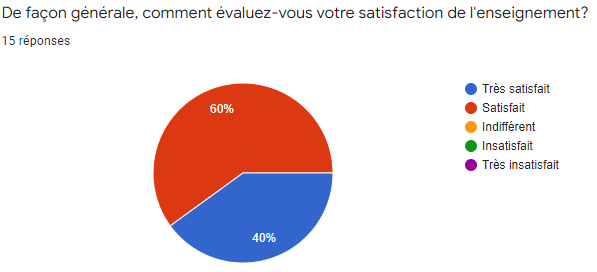 De façon générale, comment évaluez-vous votre satisfaction de l'enseignement?
15 réponses
60%
40%
Très satisfait
Satisfait
Indifférent
Insatisfait
Très insatisfait